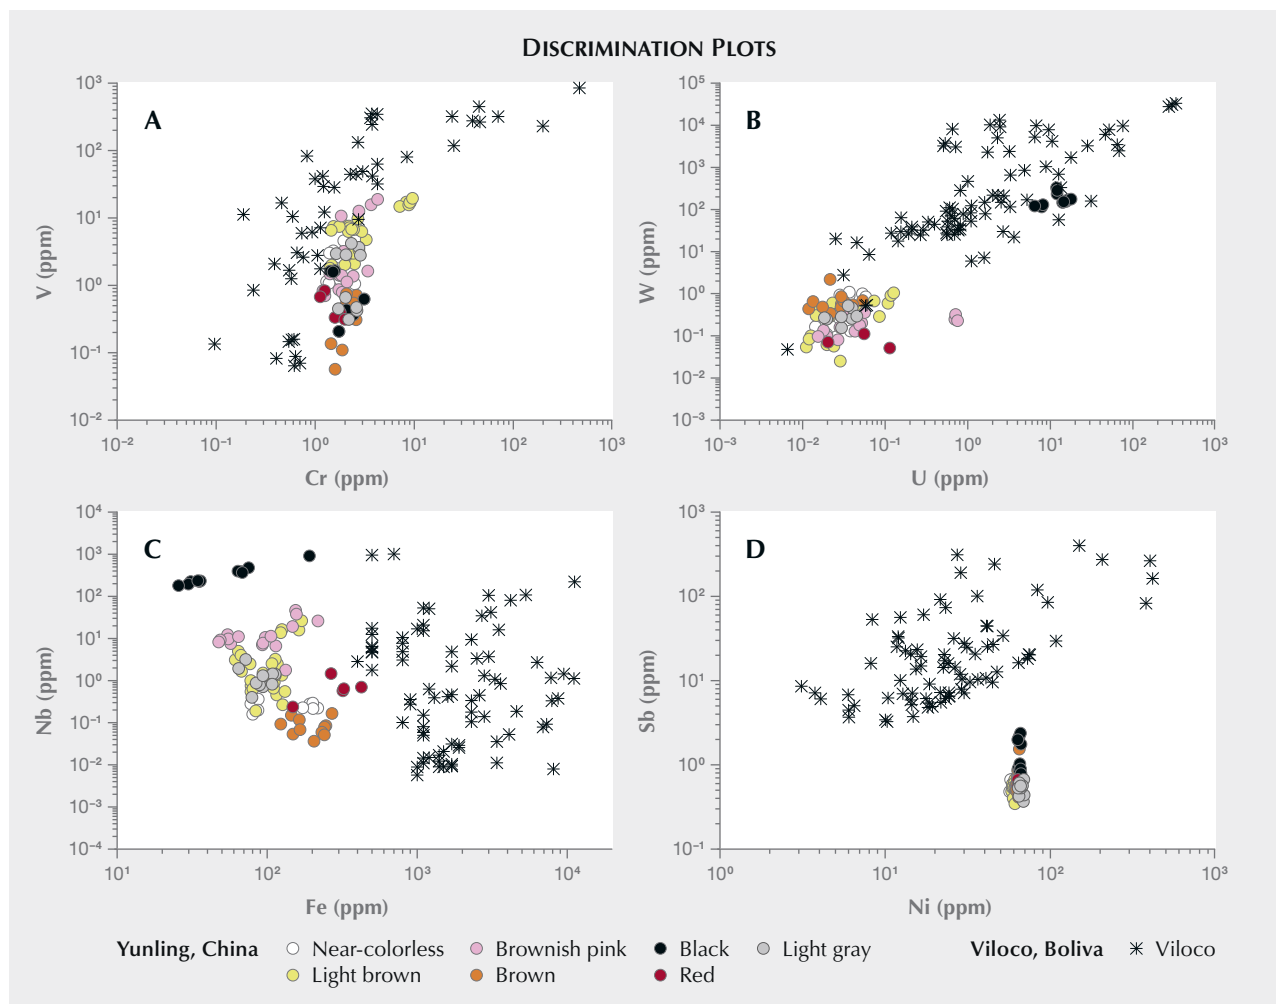 DISCRIMINATION PLOTS
A
10³
10²
10¹
10⁰
10⁻¹
10⁻²
V (ppm)
10⁻² 10⁻¹ 10⁰ 10¹ 10² 10³
Cr (ppm)
B
10⁵
10⁴
10³
10²
10¹
10⁰
10⁻¹
10⁻²
10⁻³
W (ppm)
10⁻³ 10⁻² 10⁻¹ 10⁰ 10¹ 10² 10³
U (ppm)
C
10⁴
10³
10²
10¹
10⁰
10⁻¹
10⁻²
10⁻³
10⁻⁴
Nb (ppm)
10¹ 10² 10³ 10⁴
Fe (ppm)
D
10³
10²
10¹
10⁰
10⁻¹
Sb (ppm)
10⁰ 10¹ 10² 10³
Ni (ppm)
Yunling, China Near-colorless Brownish pink Black Light gray Viloco, Boliva Viloco
Light brown Brown Red